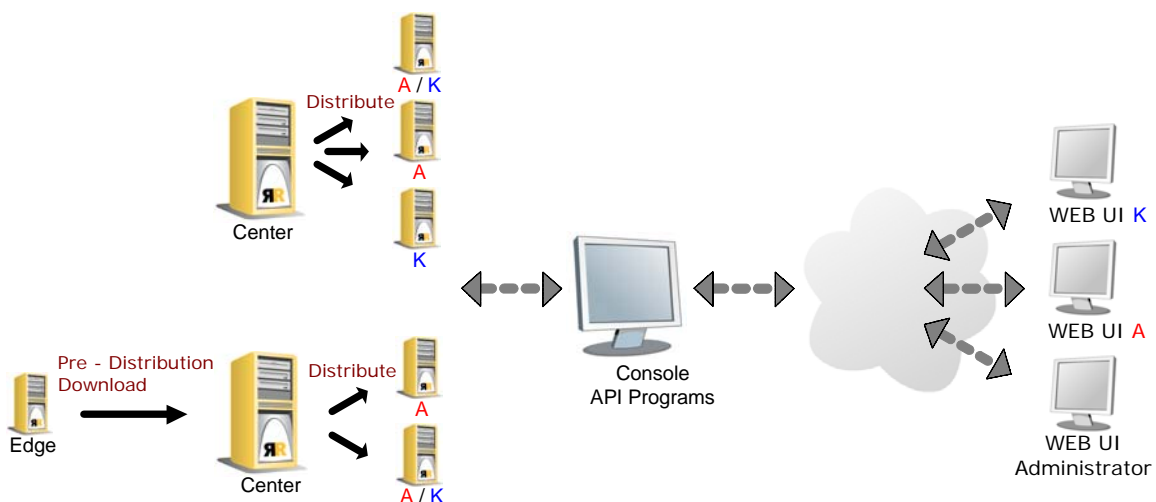 A / K
Distribute
A
K
Center
Pre - Distribution
Download
Edge
Center
Distribute
A
A / K
Console
API Programs
WEB UI K
WEB UI A
WEB UI
Administrator